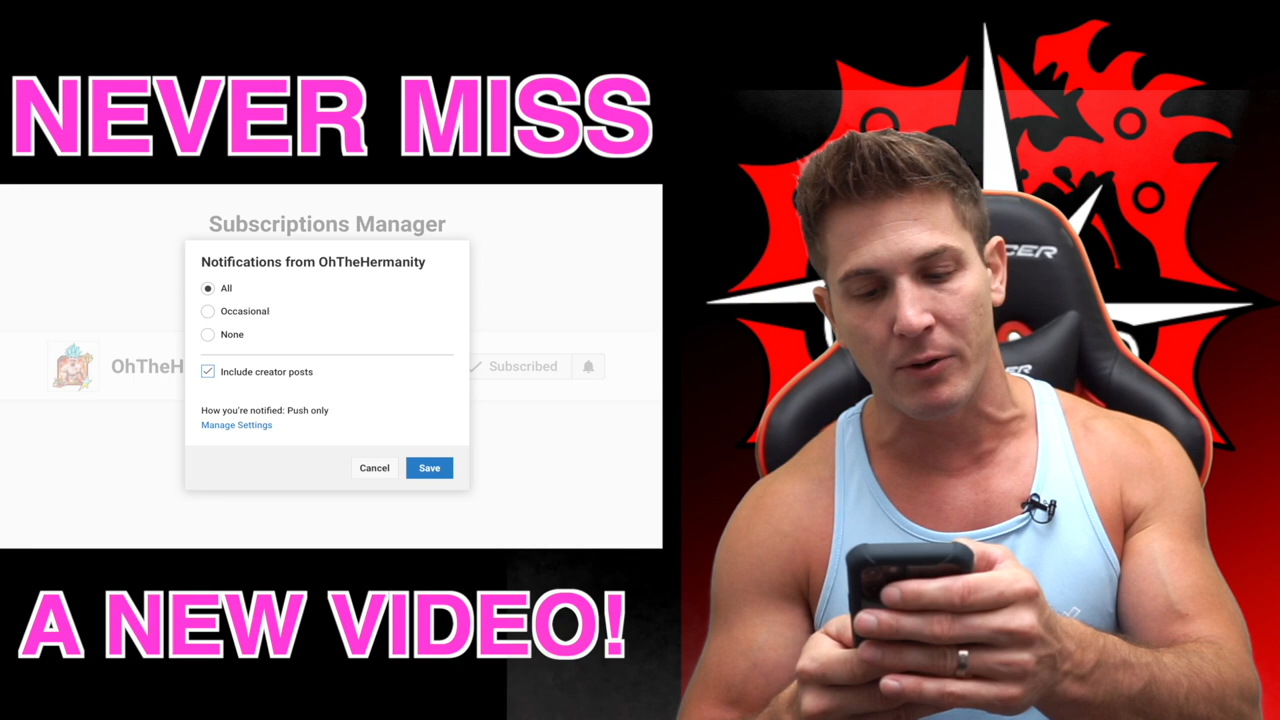 NEVER MISS
Subscriptions Manager
Notifications from OhTheHermanity
All
Occasional
None
OhTheH
Subscribed
Include creator posts
How you're notified: Push only
Manage Settings
Cancel
Save
A NEW VIDEO!